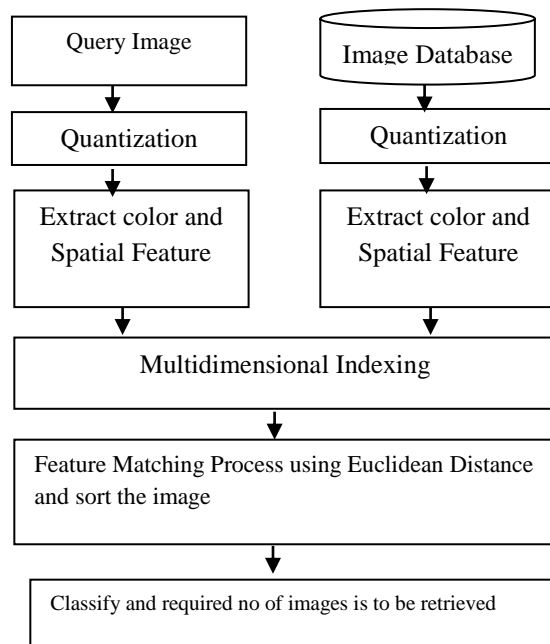 Query Image
Image Database
Quantization
Quantization
Extract color and
Spatial Feature
Extract color and
Spatial Feature
Multidimensional Indexing
Feature Matching Process using Euclidean Distance
and sort the image
Classify and required no of images is to be retrieved